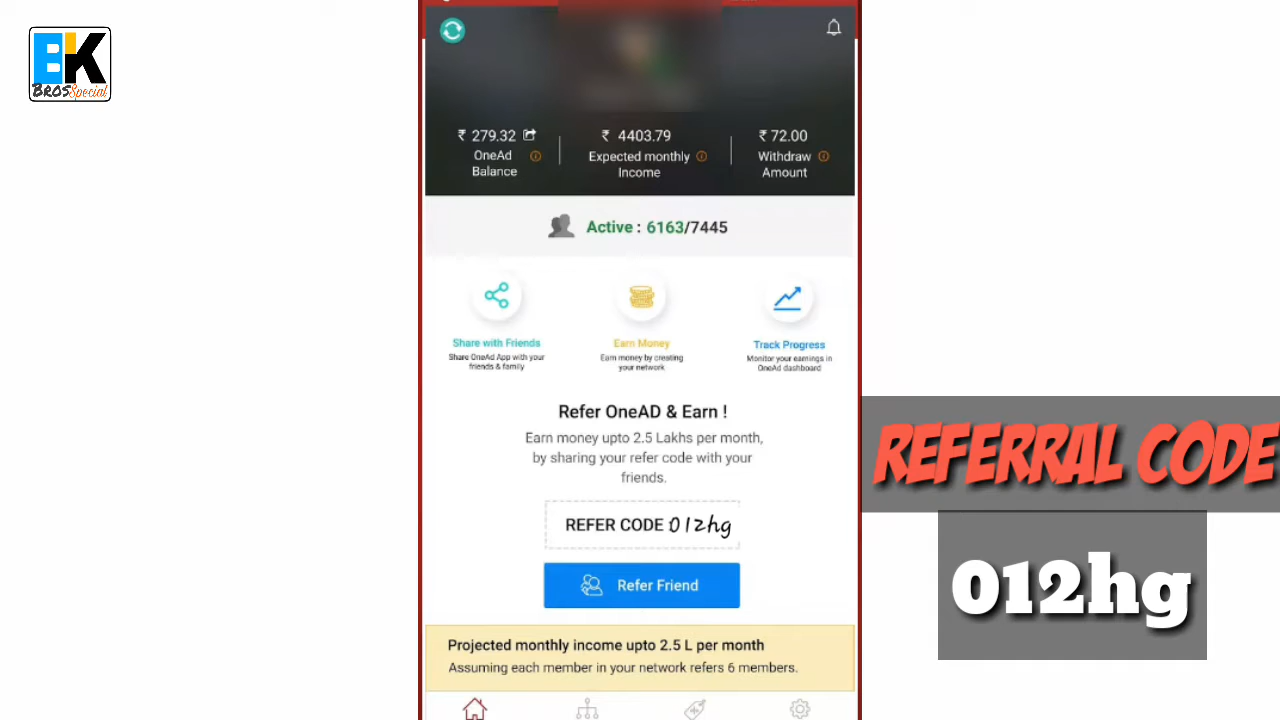 BK
BROS Special
₹ 279.32
OneAd
Balance
₹ 4403.79
Expected monthly
Income
₹ 72.00
Withdraw
Amount
Active : 6163/7445
Share with Friends
Share OneAd App with your
friends & family
Earn Money
Earn money by creating
your network
Track Progress
Monitor your earnings in
OneAd dashboard
Refer OneAD & Earn !
Earn money upto 2.5 Lakhs per month,
by sharing your refer code with your
friends.
REFER CODE 012hg
Refer Friend
Projected monthly income upto 2.5 L per month
Assuming each member in your network refers 6 members.
REFERRAL CODE
012hg